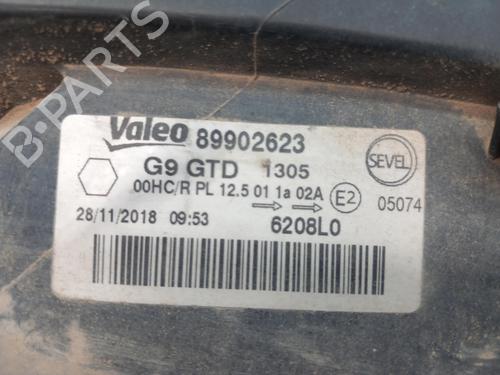 B-PARTS
Valeo 89902623
SEVEL
G9 GTD 1305
00HC/R PL 12.5 01 1a 02A E2 05074
28/11/2018 09:53 6208L0